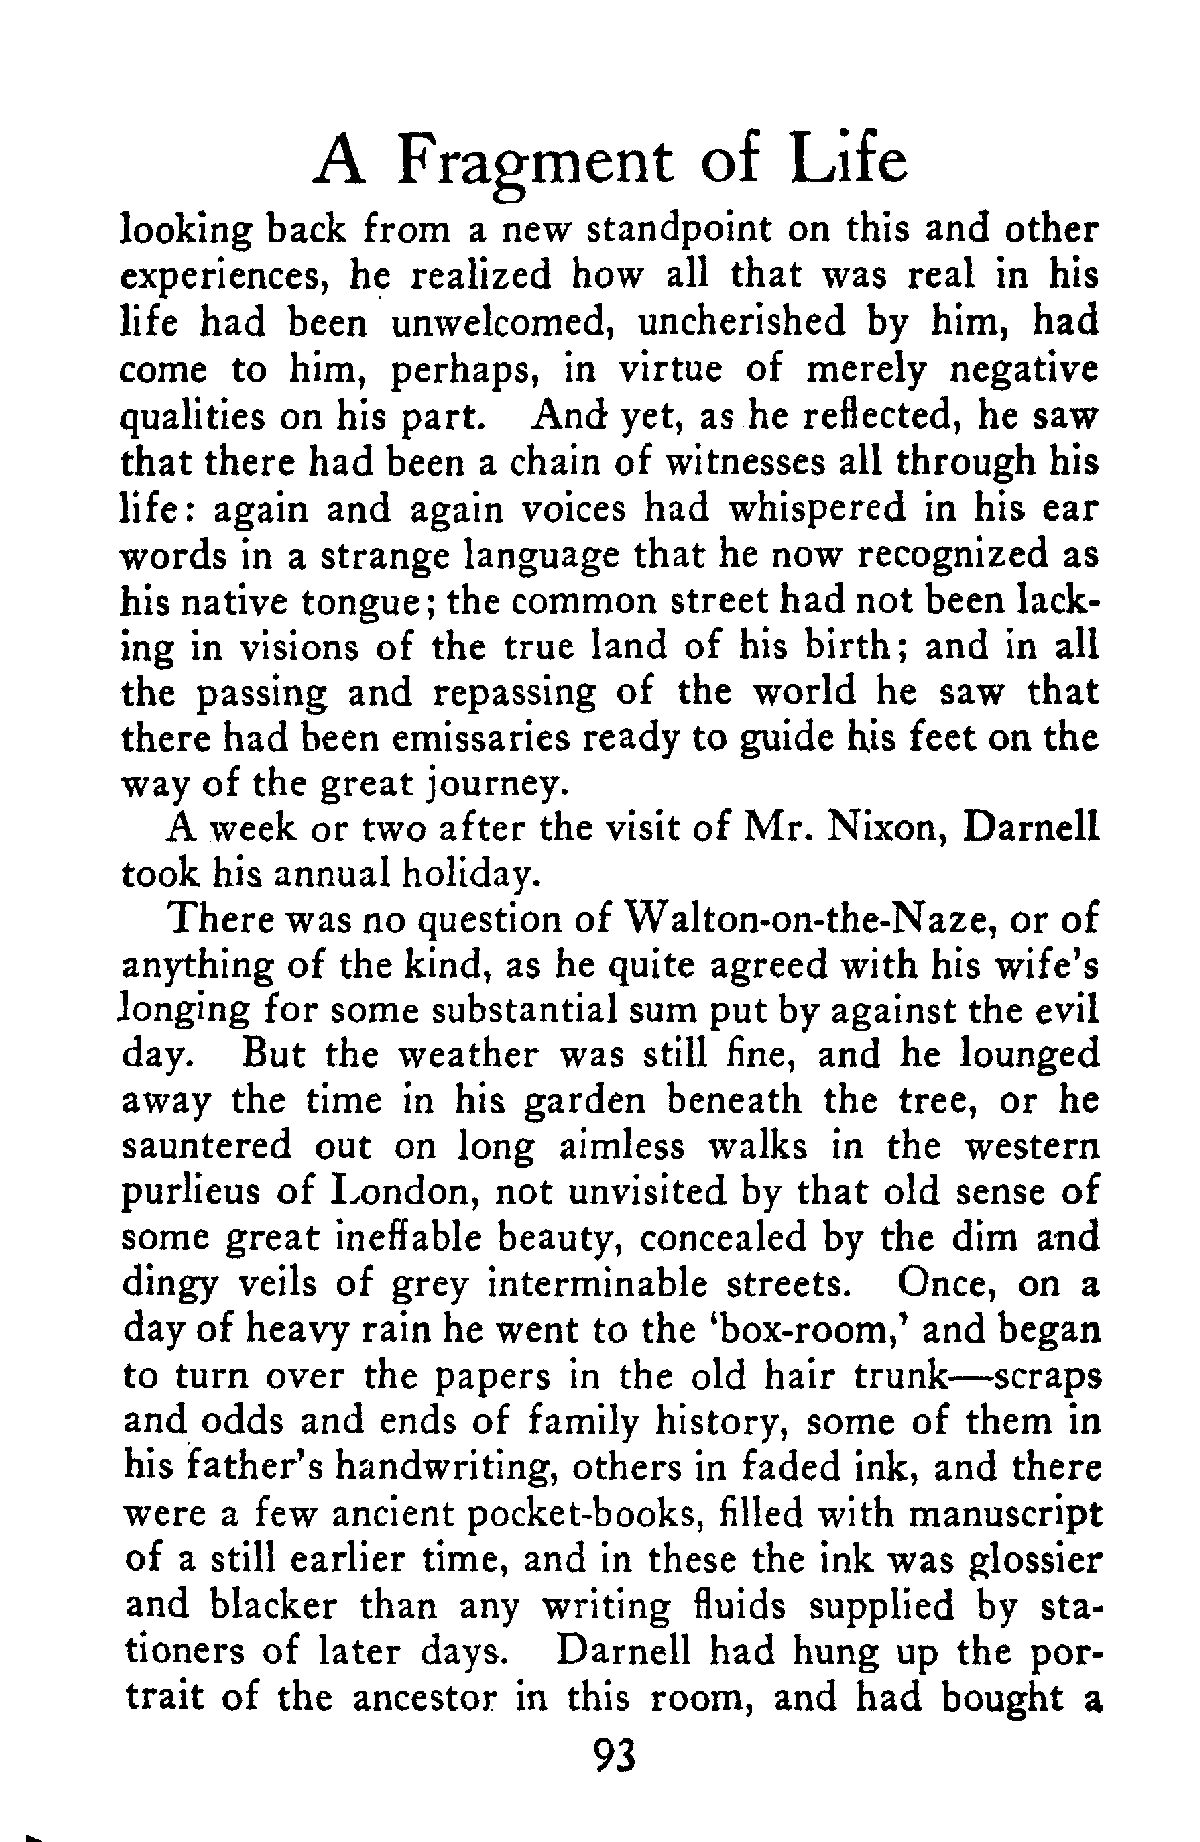 A Fragment of Life
looking back from a new standpoint on this and other
experiences, he realized how all that was real in his
life had been unwelcomed, uncherished by him, had
come to him, perhaps, in virtue of merely negative
qualities on his part. And yet, as he reflected, he saw
that there had been a chain of witnesses all through his
life: again and again voices had whispered in his ear
words in a strange language that he now recognized as
his native tongue; the common street had not been lack-
ing in visions of the true land of his birth; and in all
the passing and repassing of the world he saw that
there had been emissaries ready to guide his feet on the
way of the great journey.
A week or two after the visit of Mr. Nixon, Darnell
took his annual holiday.
There was no question of Walton-on-the-Naze, or of
anything of the kind, as he quite agreed with his wife's
longing for some substantial sum put by against the evil
day. But the weather was still fine, and he lounged
away the time in his garden beneath the tree, or he
sauntered out on long aimless walks in the western
purlieus of London, not unvisited by that old sense of
some great ineffable beauty, concealed by the dim and
dingy veils of grey interminable streets. Once, on a
day of heavy rain he went to the 'box-room,' and began
to turn over the papers in the old hair trunk—scraps
and odds and ends of family history, some of them in
his father's handwriting, others in faded ink, and there
were a few ancient pocket-books, filled with manuscript
of a still earlier time, and in these the ink was glossier
and blacker than any writing fluids supplied by sta-
tioners of later days. Darnell had hung up the por-
trait of the ancestor in this room, and had bought a
93